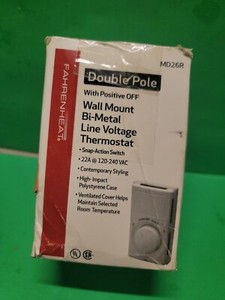 MD26R
FAHRENHEAT
Double Pole
With Positive OFF
Wall Mount
Bi-Metal
Line Voltage
Thermostat
• Snap-Action Switch
• 22A @ 120-240 VAC
• Contemporary Styling
• High-Impact
Polystyrene Case
• Ventilated Cover Helps
Maintain Selected
Room Temperature